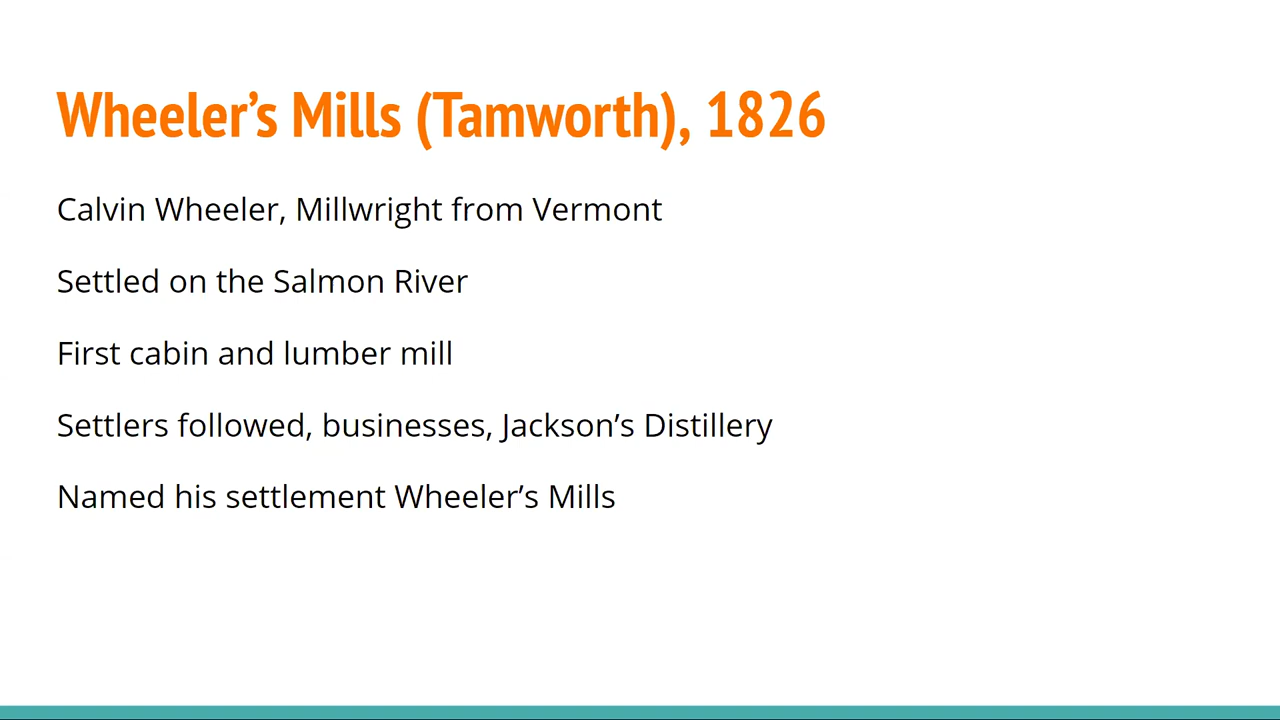 Wheeler’s Mills (Tamworth), 1826
Calvin Wheeler, Millwright from Vermont
Settled on the Salmon River
First cabin and lumber mill
Settlers followed, businesses, Jackson’s Distillery
Named his settlement Wheeler’s Mills